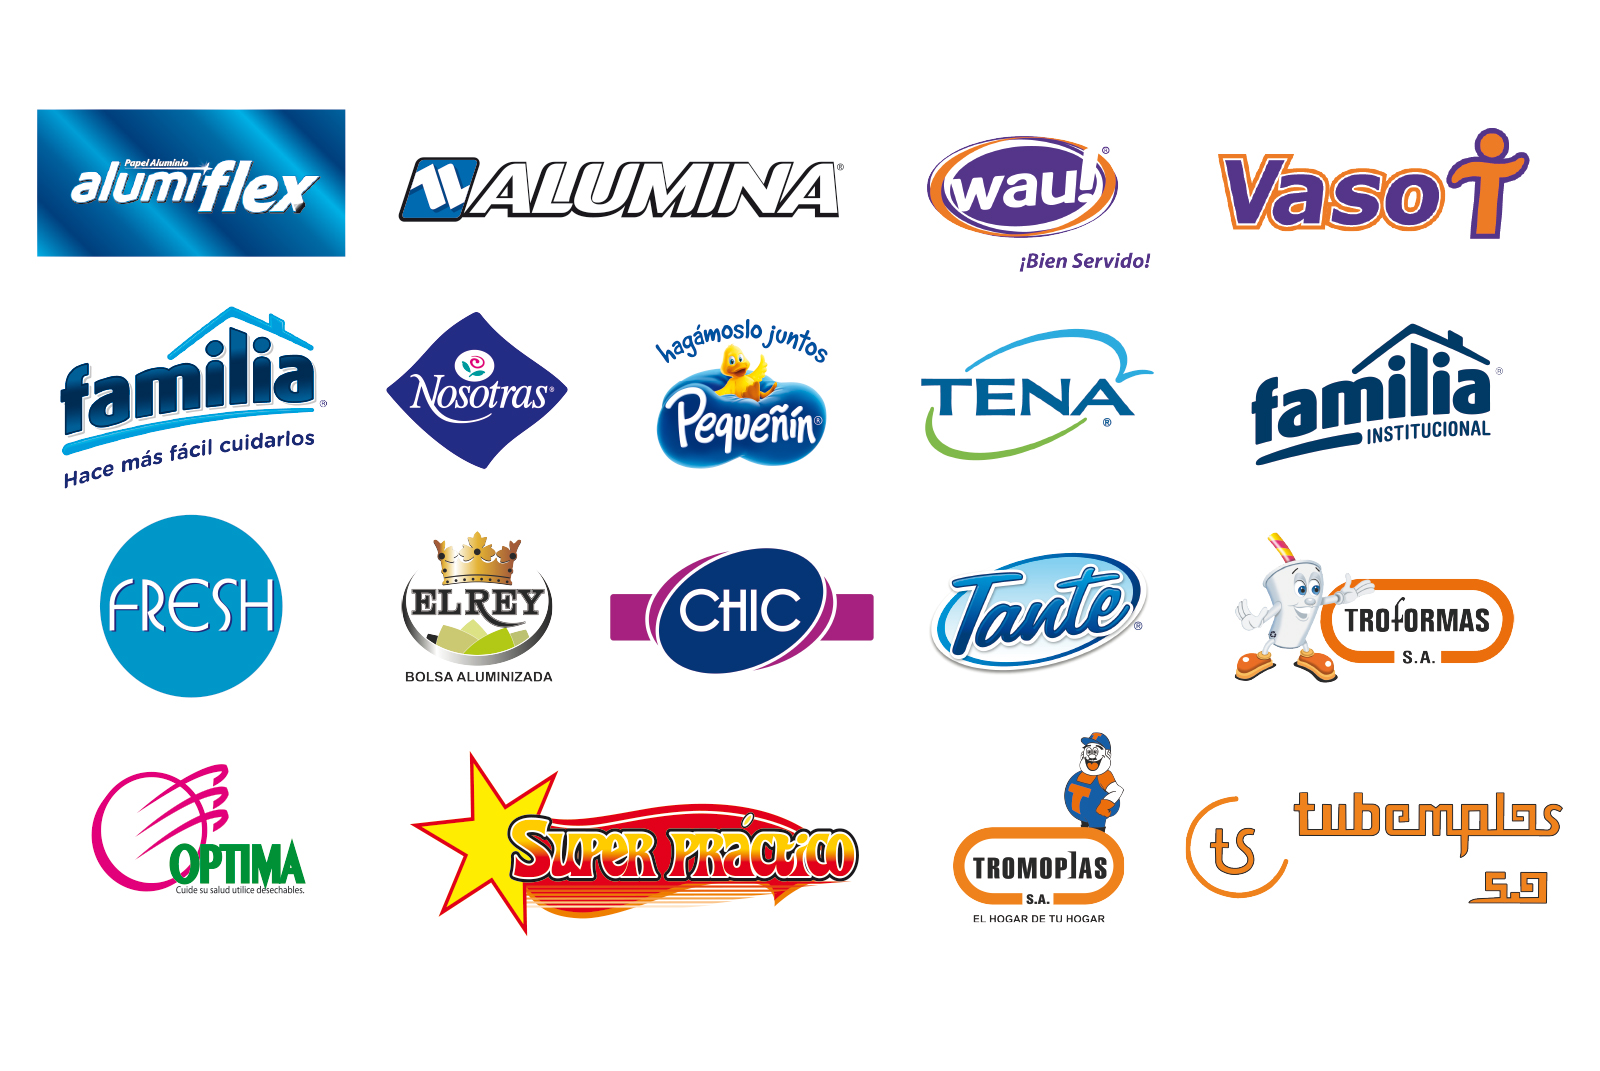 Papel Aluminio
alumiflex
ALUMINA®
wau!®
¡Bien Servido!
Vaso
familia®
Hace más fácil cuidarlos
Nosotras®
hagámoslo juntos
Pequeñín®
TENA®
familia®
INSTITUCIONAL
FRESH
EL REY
BOLSA ALUMINIZADA
CHIC
Tante®
TROFORMAS
S.A.
OPTIMA
Cuide su salud utilice desechables.
SUPER PRÁCTICO
T
T
TROMOPlAS
S.A.
EL HOGAR DE TU HOGAR
ts
tubemplas
s.a